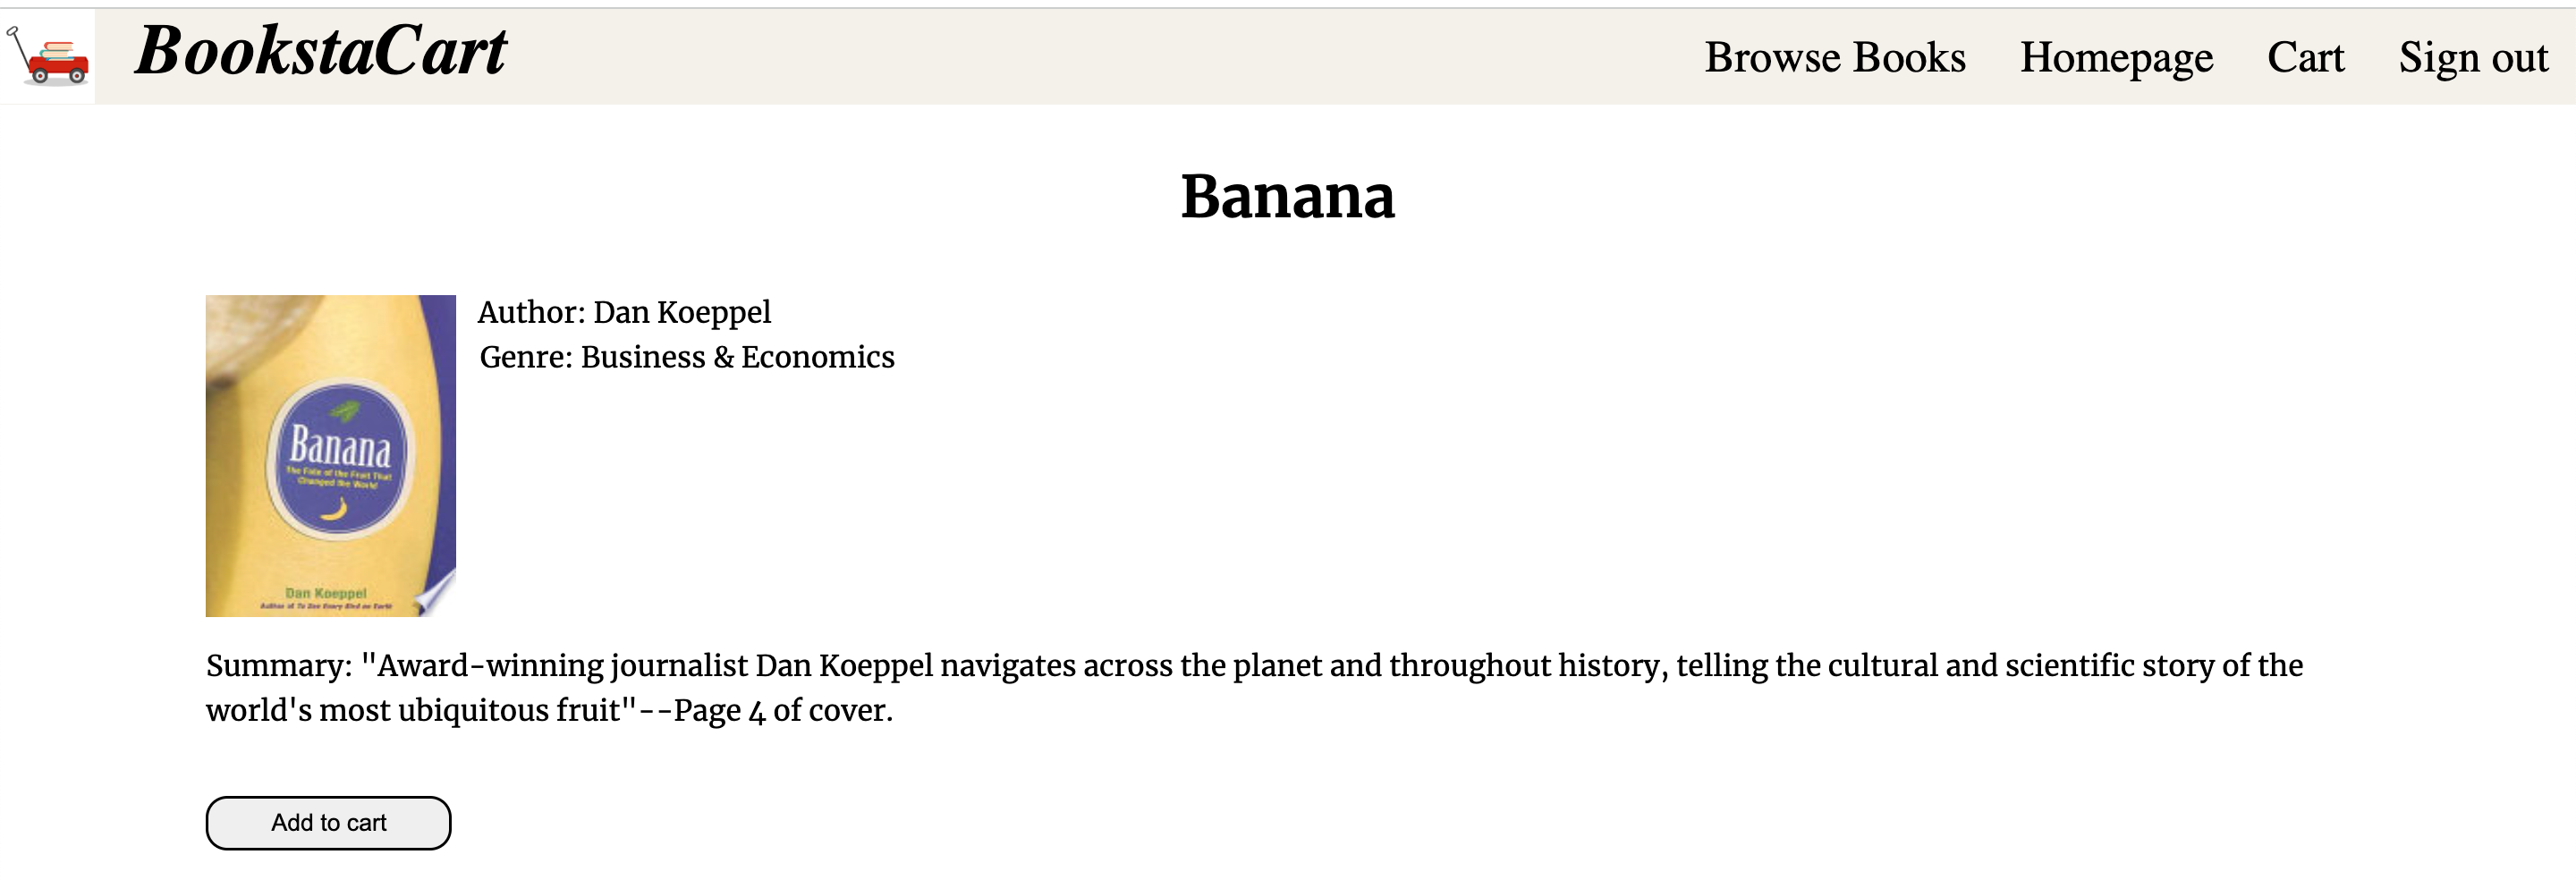 BookstaCart
Browse Books Homepage Cart Sign out
Banana
Author: Dan Koeppel
Genre: Business & Economics
Banana
The Fate of the Fruit That
Changed the World
Dan Koeppel
Author of To See Every Bird on Earth
Summary: "Award-winning journalist Dan Koeppel navigates across the planet and throughout history, telling the cultural and scientific story of the
world's most ubiquitous fruit"--Page 4 of cover.
Add to cart